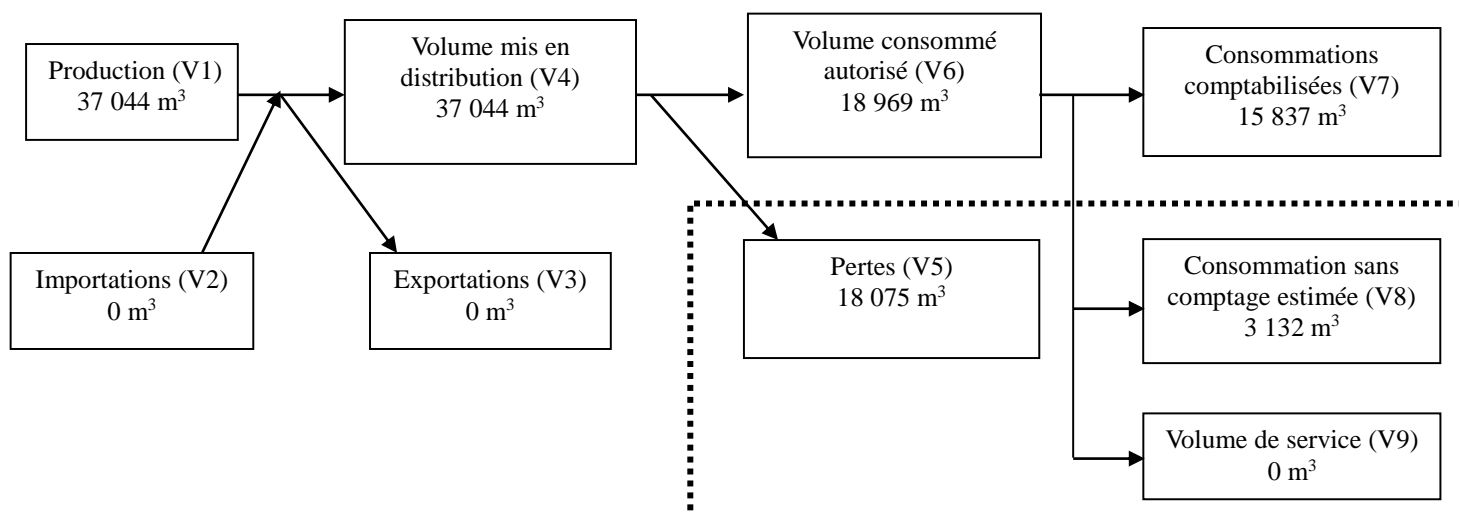 Production (V1)
37 044 m³
Volume mis en
distribution (V4)
37 044 m³
Volume consommé
autorisé (V6)
18 969 m³
Consommations
comptabilisées (V7)
15 837 m³
Importations (V2)
0 m³
Exportations (V3)
0 m³
Pertes (V5)
18 075 m³
Consommation sans
comptage estimée (V8)
3 132 m³
Volume de service (V9)
0 m³